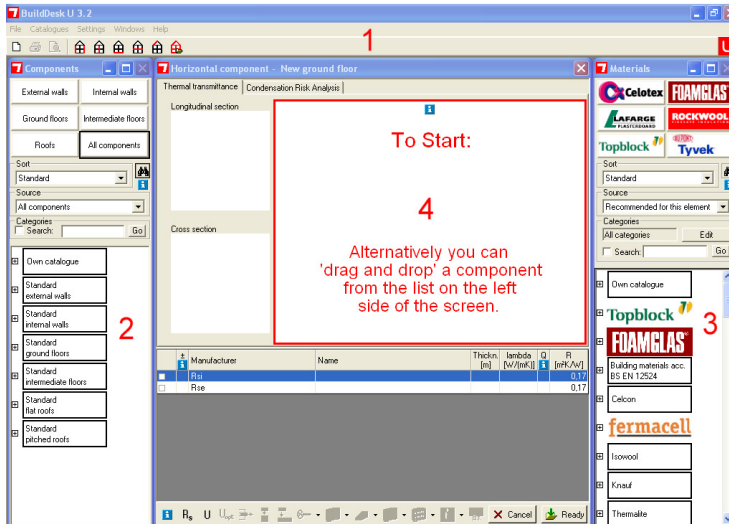 BuildDesk U 3.2
File Catalogues Settings Windows Help
1
U
Components
External walls Internal walls
Ground floors Intermediate floors
Roofs All components
Sort
Standard
Source
All components
Categories
Search: Go
Own catalogue
Standard
external walls
Standard
internal walls
Standard
ground floors
Standard
intermediate floors
Standard
flat roofs
Standard
pitched roofs
2
Horizontal component - New ground floor
Thermal transmittance Condensation Risk Analysis
Longitudinal section
Cross section
To Start:
4
Alternatively you can
'drag and drop' a component
from the list on the left
side of the screen.
± Manufacturer Name Thickn. [m] lambda [W/(mK)] Q R [m²K/W]
Rsi 0,17
Rse 0,17
Rs U Uopt Cancel Ready
Materials
Celotex FOAMGLAS
LAFARGE PLASTERBOARD ROCKWOOL
Topblock DUPONT Tyvek
Sort
Standard
Source
Recommended for this element
Categories
All categories Edit
Search: Go
Own catalogue
Topblock
FOAMGLAS
Building materials acc.
BS EN 12524
Celcon
fermacell
Isowool
Knauf
Thermalite
3